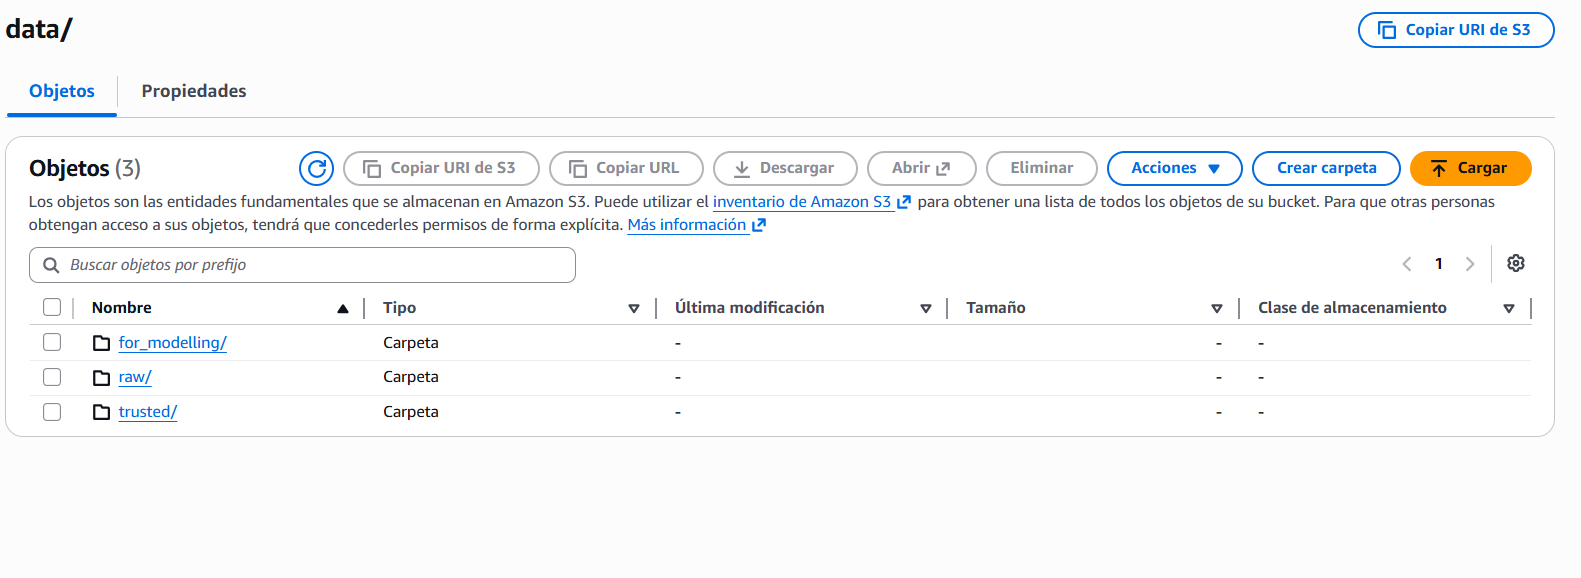 data/
Copiar URI de S3
Objetos
Propiedades
Objetos (3)
Copiar URI de S3
Copiar URL
Descargar
Abrir
Eliminar
Acciones
Crear carpeta
Cargar
Los objetos son las entidades fundamentales que se almacenan en Amazon S3. Puede utilizar el inventario de Amazon S3 para obtener una lista de todos los objetos de su bucket. Para que otras personas
obtengan acceso a sus objetos, tendrá que concederles permisos de forma explícita. Más información
Buscar objetos por prefijo
1
Nombre Tipo Última modificación Tamaño Clase de almacenamiento
for_modelling/ Carpeta - - -
raw/ Carpeta - - -
trusted/ Carpeta - - -